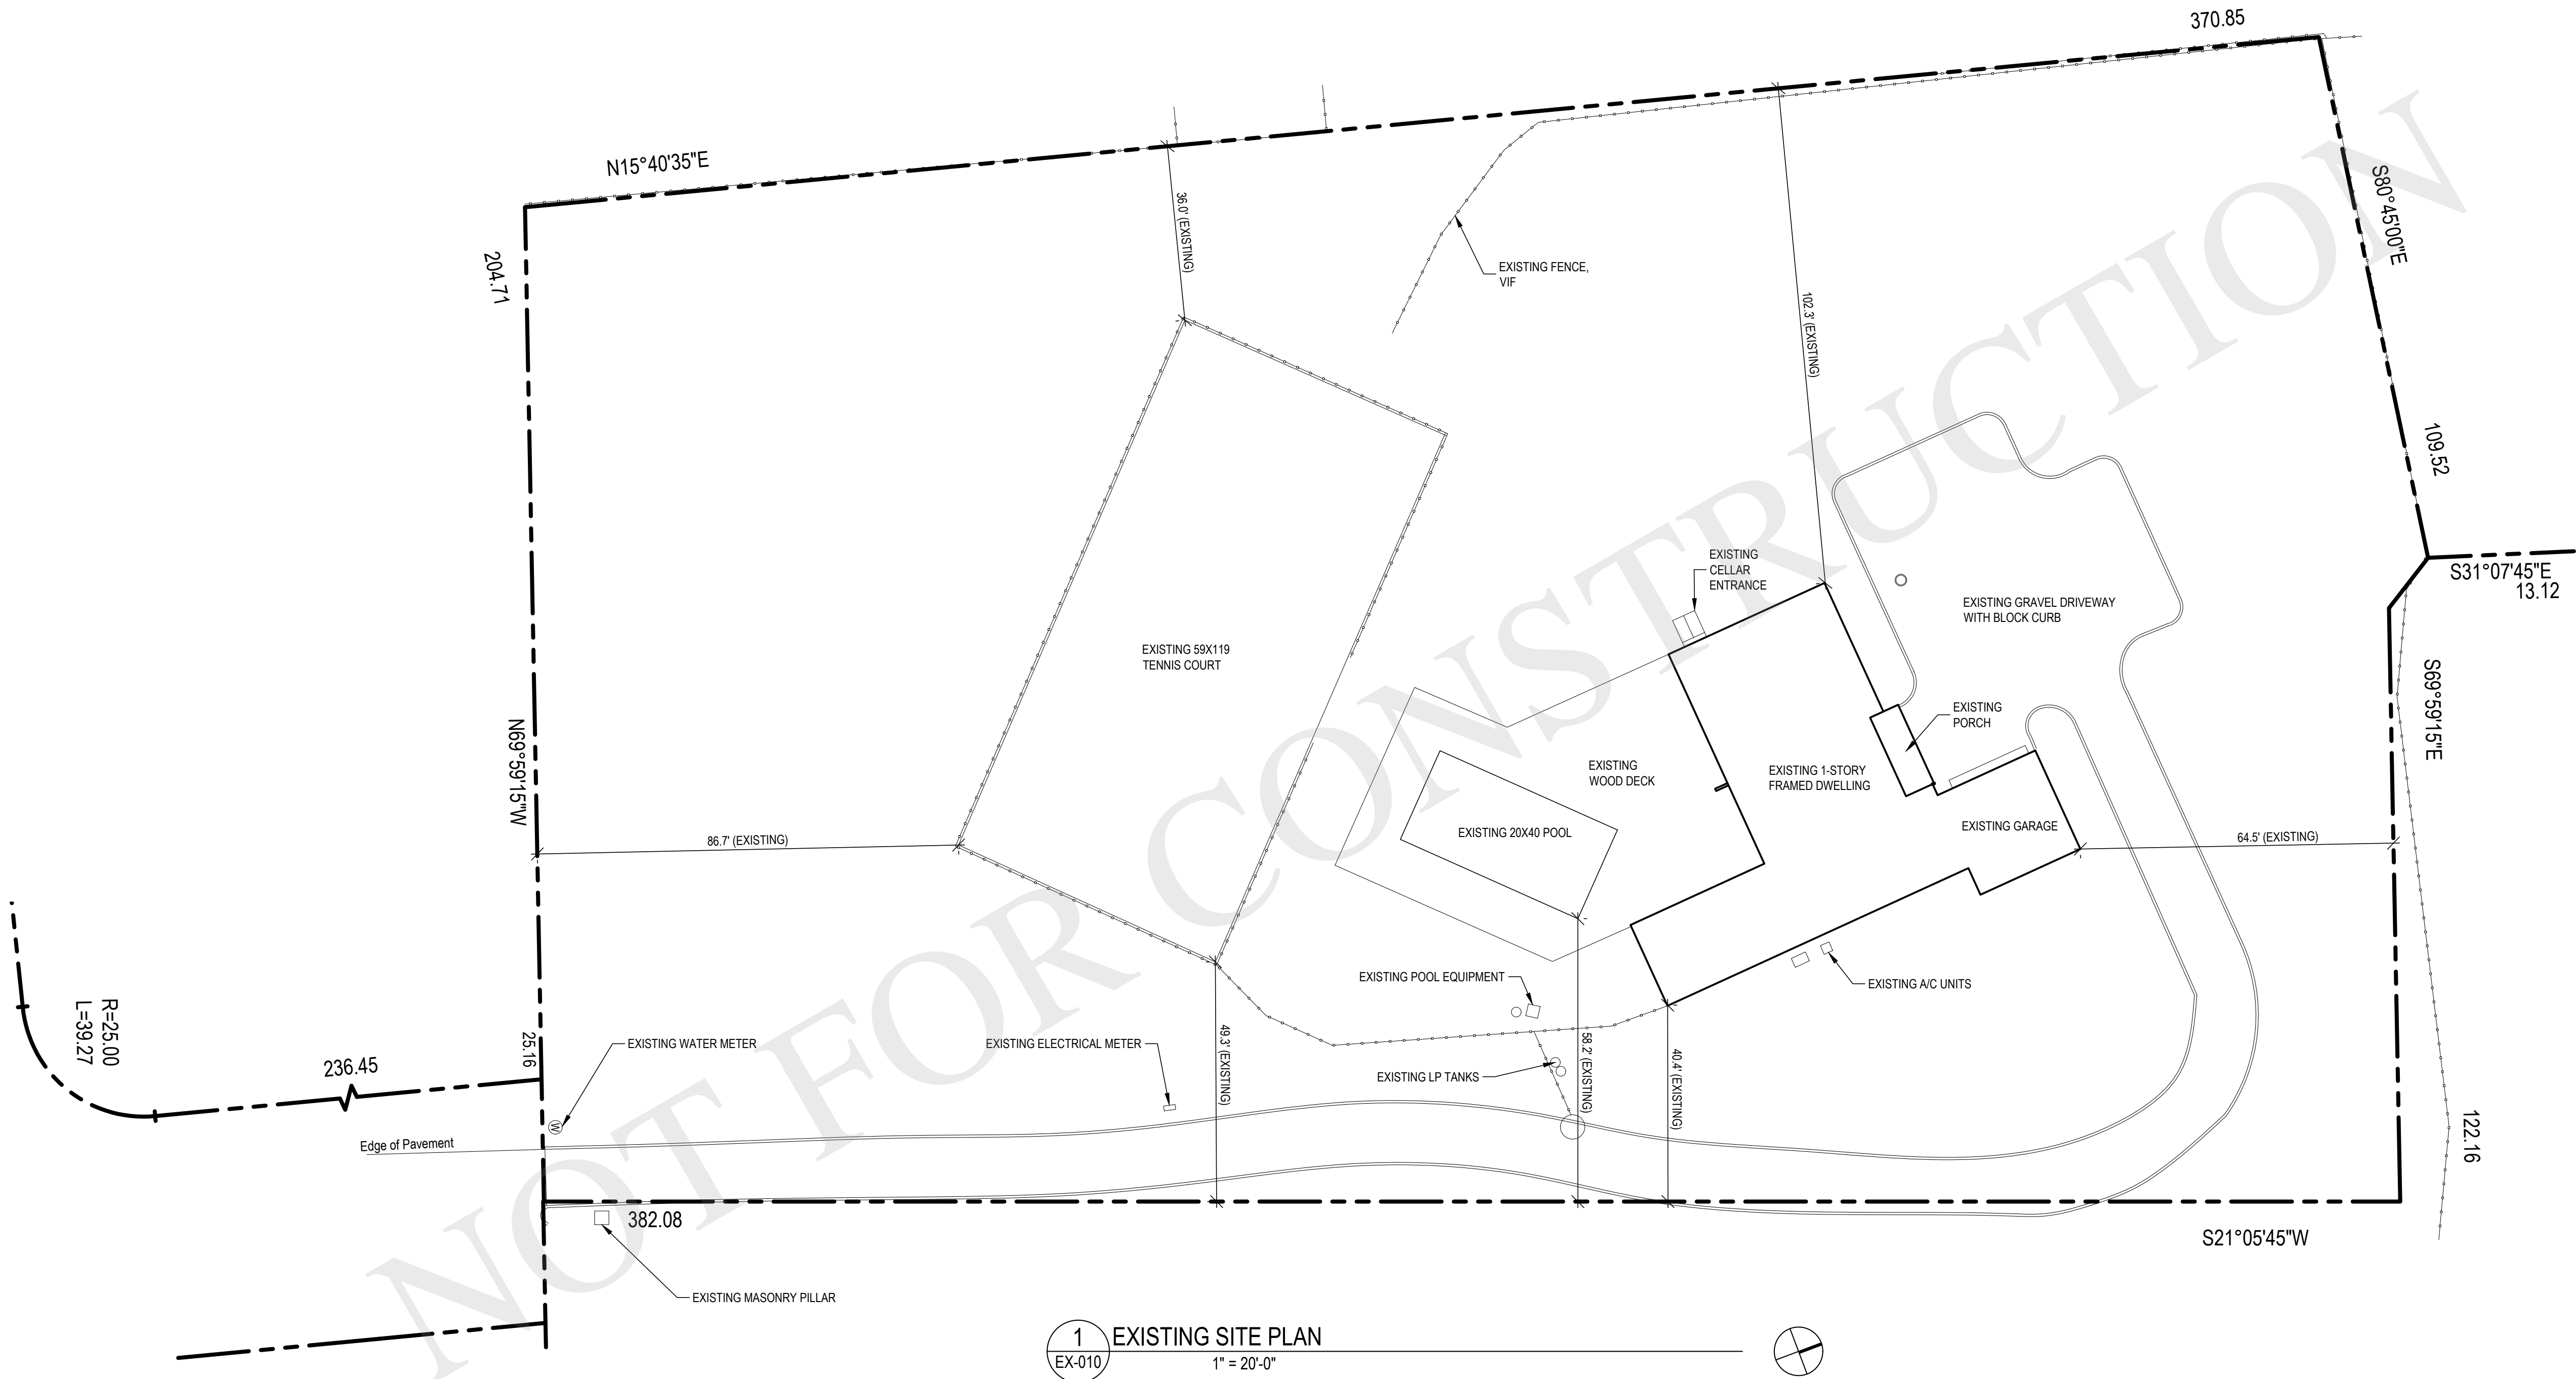 370.85
N15°40'35"E
S80°45'00"E
204.71
36.0' (EXISTING)
EXISTING FENCE,
VIF
102.3' (EXISTING)
109.52
EXISTING
CELLAR
ENTRANCE
S31°07'45"E
13.12
EXISTING GRAVEL DRIVEWAY
WITH BLOCK CURB
EXISTING 59X119
TENNIS COURT
S69°59'15"E
EXISTING
PORCH
N69°59'15"W
EXISTING
WOOD DECK
EXISTING 1-STORY
FRAMED DWELLING
EXISTING 20X40 POOL
EXISTING GARAGE
86.7' (EXISTING)
64.5' (EXISTING)
EXISTING POOL EQUIPMENT
EXISTING A/C UNITS
R=25.00
L=39.27
25.16
EXISTING WATER METER
EXISTING ELECTRICAL METER
49.3' (EXISTING)
58.2' (EXISTING)
40.4' (EXISTING)
236.45
EXISTING LP TANKS
W
Edge of Pavement
122.16
382.08
S21°05'45"W
EXISTING MASONRY PILLAR
1
EXISTING SITE PLAN
EX-010
1" = 20'-0"
NOT FOR CONSTRUCTION